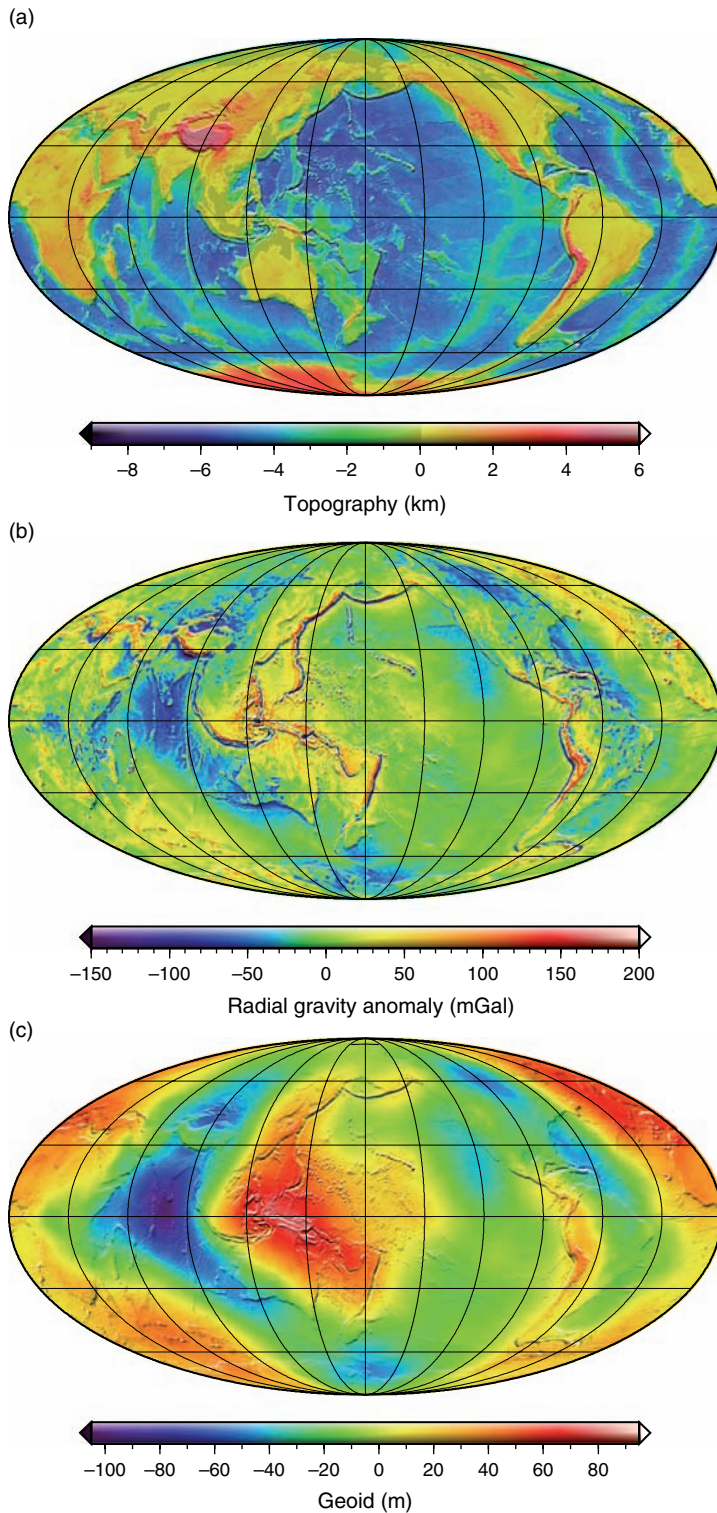 (a)
−8 −6 −4 −2 0 2 4 6
Topography (km)
(b)
−150 −100 −50 0 50 100 150 200
Radial gravity anomaly (mGal)
(c)
−100 −80 −60 −40 −20 0 20 40 60 80
Geoid (m)